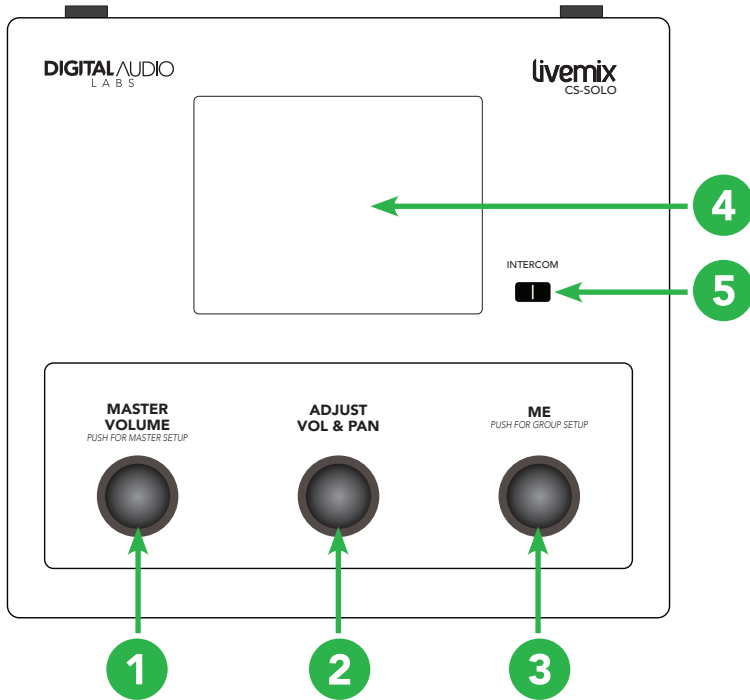 DIGITALAUDIO
LABS
livemix
CS-SOLO
4
INTERCOM
5
MASTER
VOLUME
PUSH FOR MASTER SETUP
ADJUST
VOL & PAN
ME
PUSH FOR GROUP SETUP
1
2
3